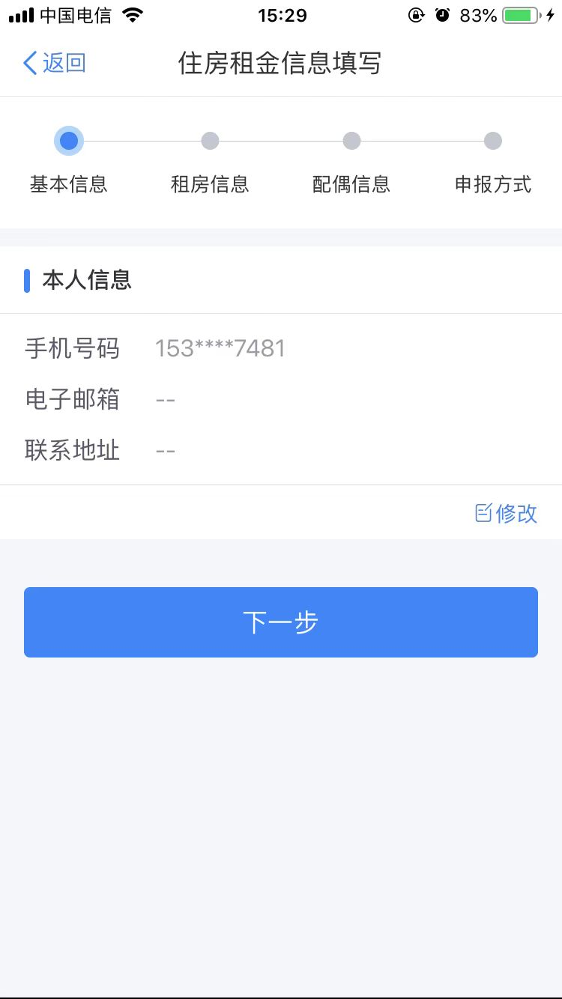 中国电信 15:29 83%
返回 住房租金信息填写
基本信息 租房信息 配偶信息 申报方式
本人信息
手机号码 153****7481
电子邮箱 --
联系地址 --
修改
下一步